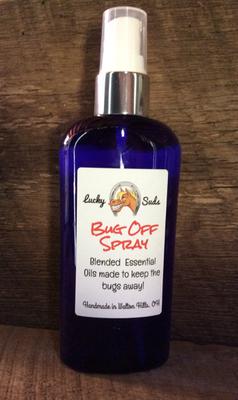 Lucky Suds
Bug Off
Spray
Blended Essential
Oils made to keep the
bugs away!
Handmade in Walton Hills, OH